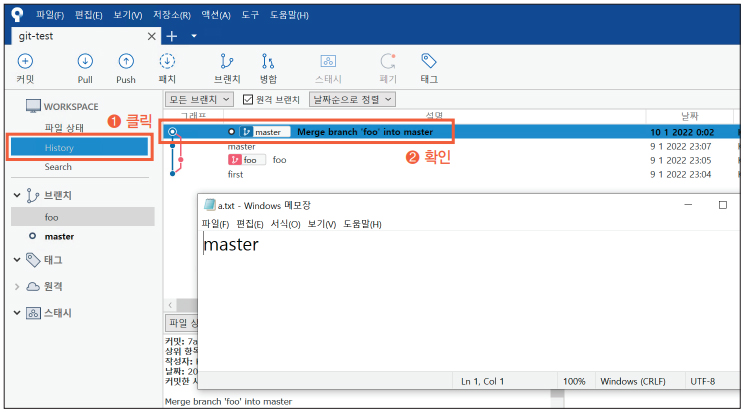 파일(F) 편집(E) 보기(V) 저장소(R) 액션(A) 도구 도움말(H)
git-test
커밋 Pull Push 패치 브랜치 병합 스태시 폐기 태그
WORKSPACE
파일 상태
History
Search
브랜치
foo
master
태그
원격
스태시
❶ 클릭
모든 브랜치 원격 브랜치 날짜순으로 정렬
그래프 설명 날짜
master Merge branch 'foo' into master 10 1 2022 0:02
master 9 1 2022 23:07
foo foo 9 1 2022 23:05
first 9 1 2022 23:04
❷ 확인
a.txt - Windows 메모장
파일(F) 편집(E) 서식(O) 보기(V) 도움말(H)
master
Ln 1, Col 1 100% Windows (CRLF) UTF-8
파일 상
커밋: 7a
상위 항목
작성자:
날짜: 20
커밋한 사
Merge branch 'foo' into master